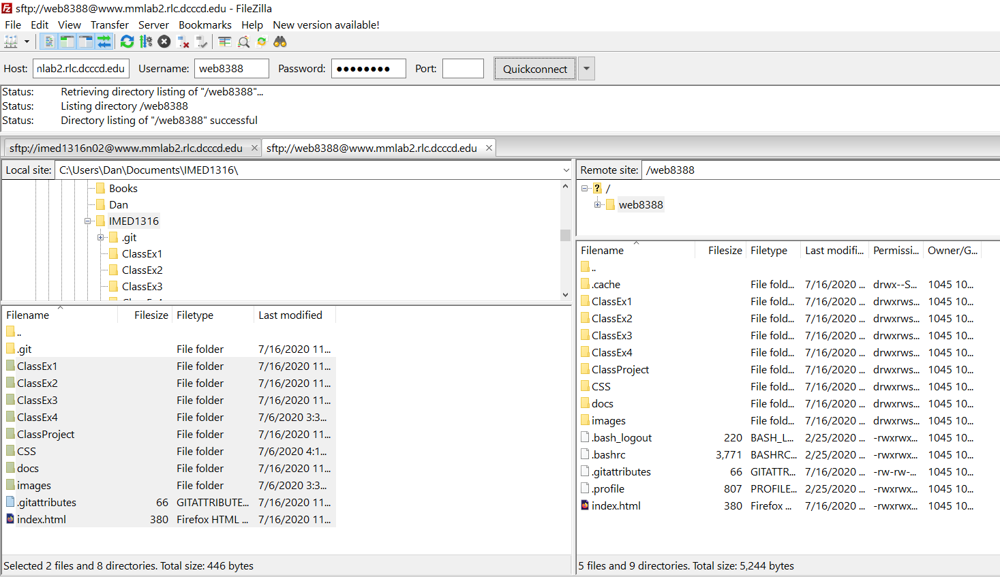 sftp://web8388@www.mmlab2.rlc.dcccd.edu - FileZilla
File Edit View Transfer Server Bookmarks Help New version available!
Host: nlab2.rlc.dcccd.edu Username: web8388 Password: ●●●●●●●● Port: Quickconnect
Status: Retrieving directory listing of "/web8388"...
Status: Listing directory /web8388
Status: Directory listing of "/web8388" successful
sftp://imed1316n02@www.mmlab2.rlc.dcccd.edu sftp://web8388@www.mmlab2.rlc.dcccd.edu
Local site: C:\Users\Dan\Documents\IMED1316\
Books
Dan
IMED1316
.git
ClassEx1
ClassEx2
ClassEx3
Filename Filesize Filetype Last modified
..
.git File folder 7/16/2020 11...
ClassEx1 File folder 7/16/2020 11...
ClassEx2 File folder 7/16/2020 11...
ClassEx3 File folder 7/16/2020 11...
ClassEx4 File folder 7/6/2020 3:3...
ClassProject File folder 7/16/2020 11...
CSS File folder 7/6/2020 4:1...
docs File folder 7/16/2020 11...
images File folder 7/6/2020 3:3...
.gitattributes 66 GITATTRIBUTE... 7/16/2020 11...
index.html 380 Firefox HTML ... 7/16/2020 11...
Selected 2 files and 8 directories. Total size: 446 bytes
Remote site: /web8388
? /
web8388
Filename Filesize Filetype Last modifi... Permissi... Owner/G...
..
.cache File fold... 7/16/2020 ... drwx--S... 1045 10...
ClassEx1 File fold... 7/16/2020 ... drwxrws... 1045 10...
ClassEx2 File fold... 7/16/2020 ... drwxrws... 1045 10...
ClassEx3 File fold... 7/16/2020 ... drwxrws... 1045 10...
ClassEx4 File fold... 7/16/2020 ... drwxrws... 1045 10...
ClassProject File fold... 7/16/2020 ... drwxrws... 1045 10...
CSS File fold... 7/16/2020 ... drwxrws... 1045 10...
docs File fold... 7/16/2020 ... drwxrws... 1045 10...
images File fold... 7/16/2020 ... drwxrws... 1045 10...
.bash_logout 220 BASH_L... 2/25/2020 ... -rwxrwx... 1045 10...
.bashrc 3,771 BASHRC... 2/25/2020 ... -rwxrwx... 1045 10...
.gitattributes 66 GITATTR... 7/16/2020 ... -rw-rw-... 1045 10...
.profile 807 PROFILE... 2/25/2020 ... -rwxrwx... 1045 10...
index.html 380 Firefox ... 7/16/2020 ... -rwxrwx... 1045 10...
5 files and 9 directories. Total size: 5,244 bytes